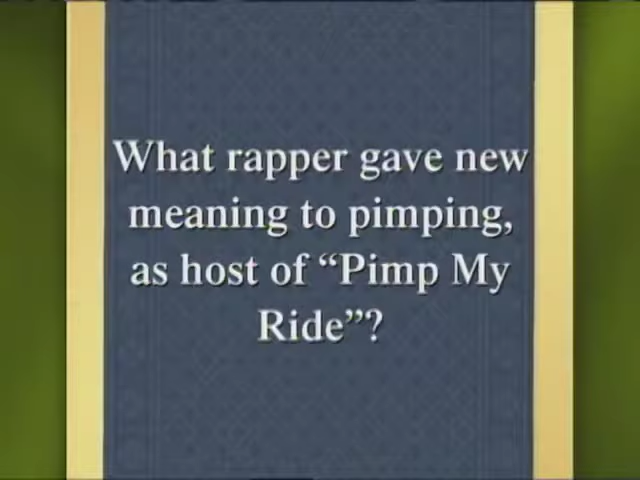 What rapper gave new
meaning to pimping,
as host of “Pimp My
Ride”?